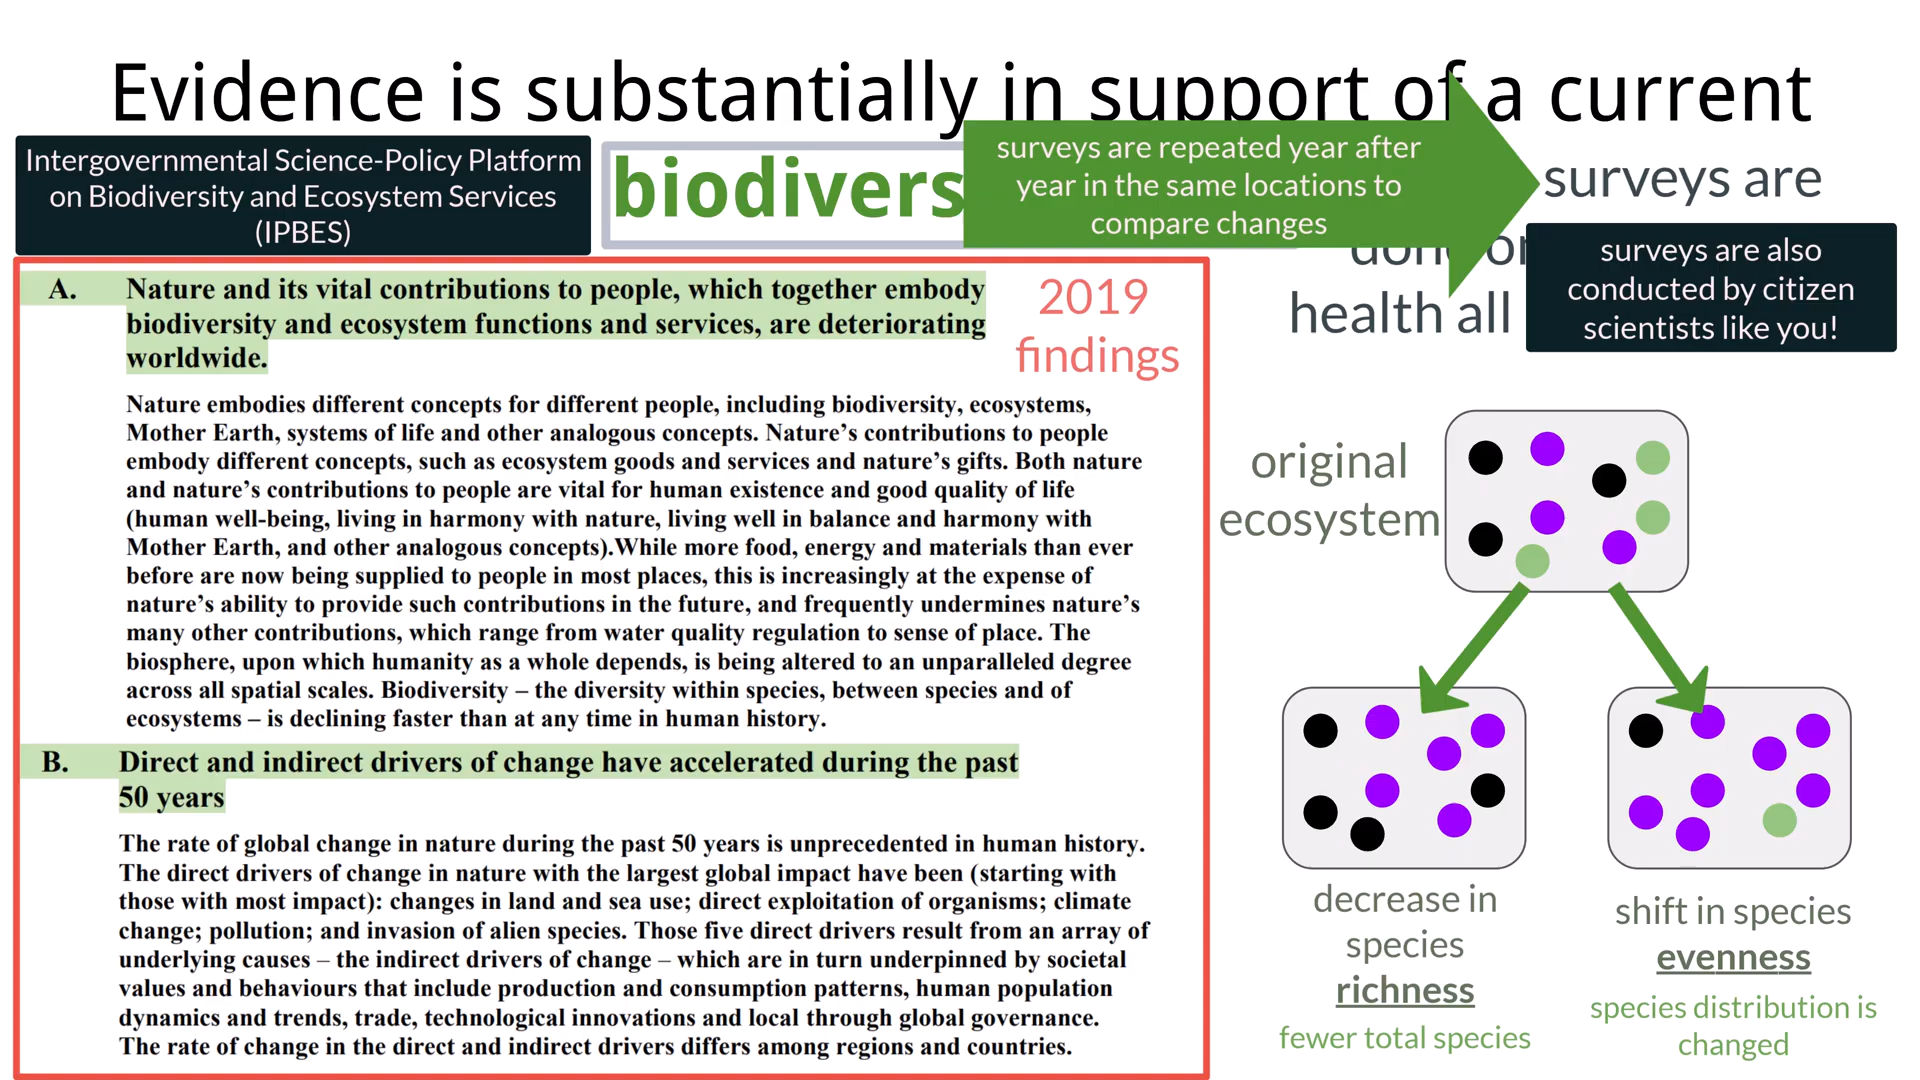 Evidence is substantially in support of a current
Intergovernmental Science-Policy Platform
on Biodiversity and Ecosystem Services
(IPBES)
biodivers
surveys are repeated year after
year in the same locations to
compare changes
surveys are
health all
surveys are also
conducted by citizen
scientists like you!
A. Nature and its vital contributions to people, which together embody
biodiversity and ecosystem functions and services, are deteriorating
worldwide.
2019
findings
Nature embodies different concepts for different people, including biodiversity, ecosystems,
Mother Earth, systems of life and other analogous concepts. Nature’s contributions to people
embody different concepts, such as ecosystem goods and services and nature’s gifts. Both nature
and nature’s contributions to people are vital for human existence and good quality of life
(human well-being, living in harmony with nature, living well in balance and harmony with
Mother Earth, and other analogous concepts).While more food, energy and materials than ever
before are now being supplied to people in most places, this is increasingly at the expense of
nature’s ability to provide such contributions in the future, and frequently undermines nature’s
many other contributions, which range from water quality regulation to sense of place. The
biosphere, upon which humanity as a whole depends, is being altered to an unparalleled degree
across all spatial scales. Biodiversity – the diversity within species, between species and of
ecosystems – is declining faster than at any time in human history.
B. Direct and indirect drivers of change have accelerated during the past
50 years
The rate of global change in nature during the past 50 years is unprecedented in human history.
The direct drivers of change in nature with the largest global impact have been (starting with
those with most impact): changes in land and sea use; direct exploitation of organisms; climate
change; pollution; and invasion of alien species. Those five direct drivers result from an array of
underlying causes – the indirect drivers of change – which are in turn underpinned by societal
values and behaviours that include production and consumption patterns, human population
dynamics and trends, trade, technological innovations and local through global governance.
The rate of change in the direct and indirect drivers differs among regions and countries.
original
ecosystem
decrease in
species
richness
fewer total species
shift in species
evenness
species distribution is
changed